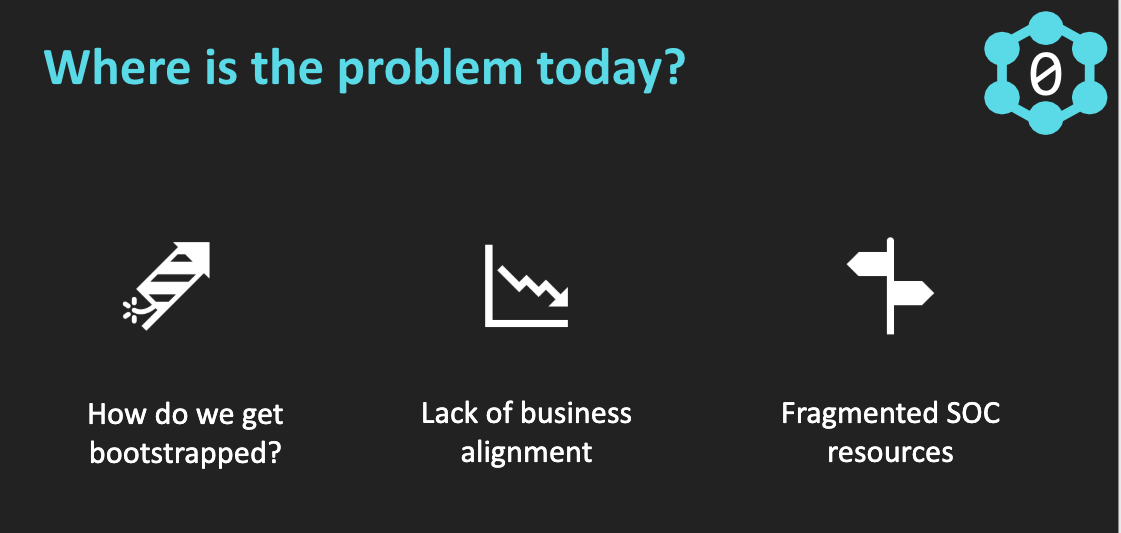 Where is the problem today?
0
How do we get
bootstrapped?
Lack of business
alignment
Fragmented SOC
resources